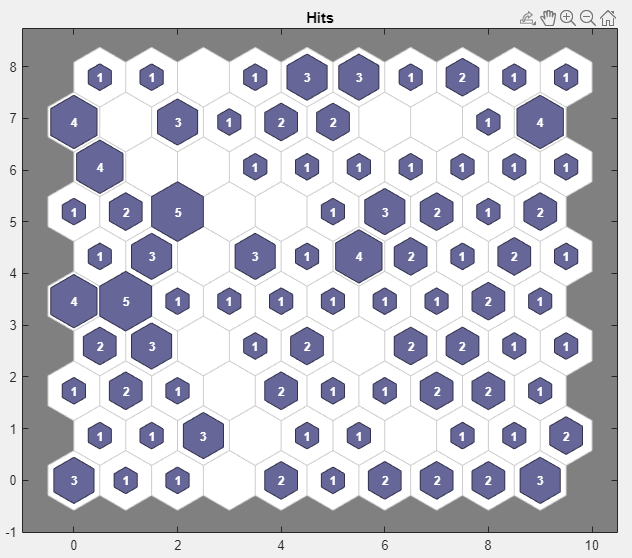 Hits
8 1 1 1 3 3 1 2 1 1
7 4 3 1 2 2 1 4
6 4 1 1 1 1 1 1 1
5 1 2 5 1 3 2 1 2
4 1 3 3 1 4 2 1 2 1
3 4 5 1 1 1 1 1 1 2 1
2 2 3 1 2 2 2 1 1
1 2 1 2 1 1 2 2 1
1 1 1 3 1 1 1 1 2
0 3 1 1 2 1 2 2 2 3
-1
0 2 4 6 8 10